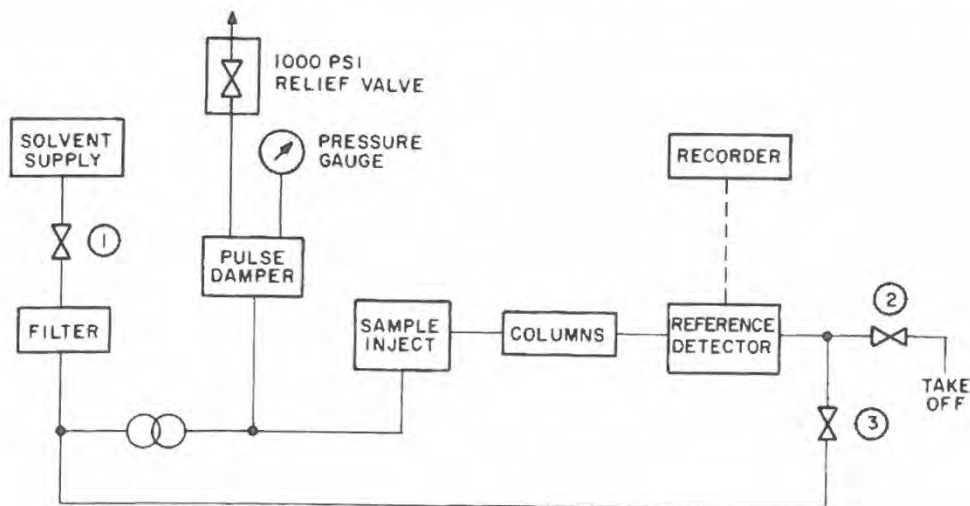 1000 PSI
RELIEF VALVE
SOLVENT
SUPPLY
PRESSURE
GAUGE
RECORDER
1
PULSE
DAMPER
2
FILTER
SAMPLE
INJECT
COLUMNS
REFERENCE
DETECTOR
TAKE
OFF
3